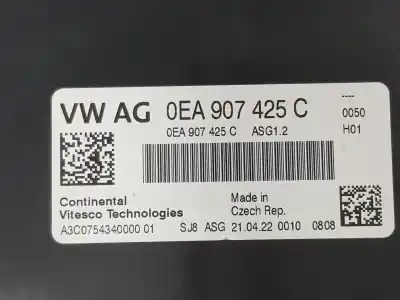 VW AG 0EA 907 425 C
----
0050
0EA 907 425 C ASG1.2
H01
Continental
Vitesco Technologies
Made in
Czech Rep.
A3C0754340000 01 SJ8 ASG 21.04.22 0010 0808